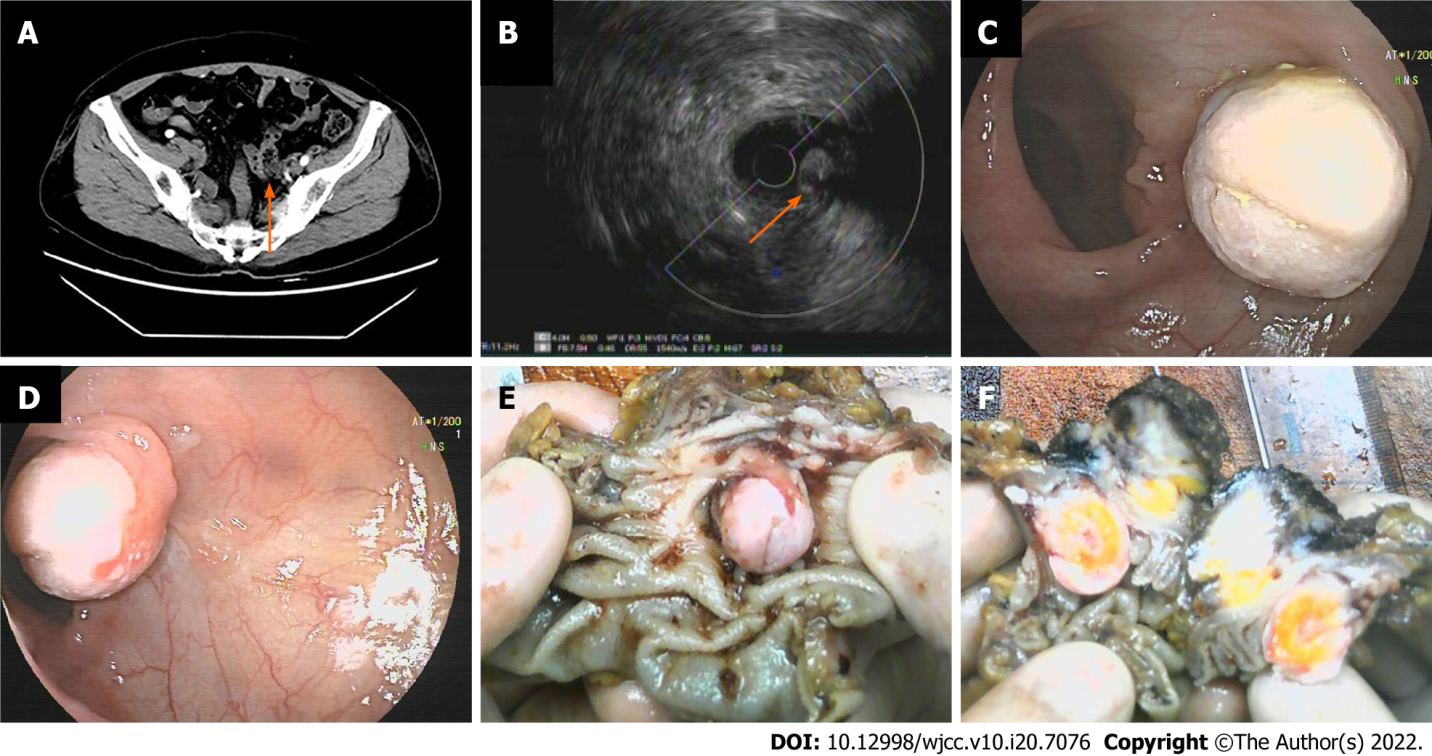 A
B
C
AT*1/200
HNS
D
AT*1/200
1
HNS
E
F
DOI: 10.12998/wjcc.v10.i20.7076 Copyright ©The Author(s) 2022.